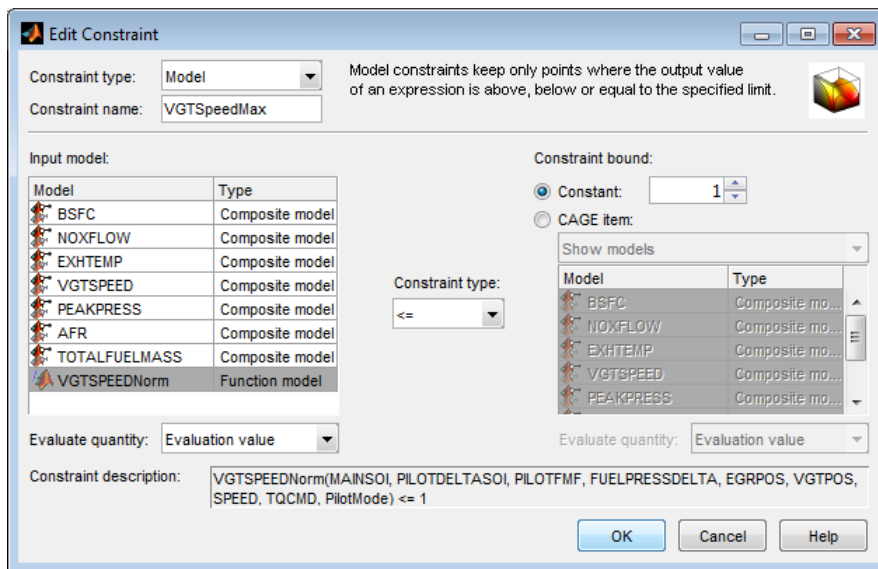 Edit Constraint
Constraint type: Model
Model constraints keep only points where the output value
of an expression is above, below or equal to the specified limit.
Constraint name: VGTSpeedMax
Input model:
Model Type
BSFC Composite model
NOXFLOW Composite model
EXHTEMP Composite model
VGTSPEED Composite model
PEAKPRESS Composite model
AFR Composite model
TOTALFUELMASS Composite model
VGTSPEEDNorm Function model
Evaluate quantity: Evaluation value
Constraint type:
<=
Constraint bound:
Constant: 1
CAGE item:
Show models
Model Type
BSFC Composite mo...
NOXFLOW Composite mo...
EXHTEMP Composite mo...
VGTSPEED Composite mo...
PEAKPRESS Composite mo...
Evaluate quantity: Evaluation value
Constraint description: VGTSPEEDNorm(MAINSOI, PILOTDELTASOI, PILOTFMF, FUELPRESSDELTA, EGRPOS, VGTPOS,
SPEED, TQCMD, PilotMode) <= 1
OK Cancel Help